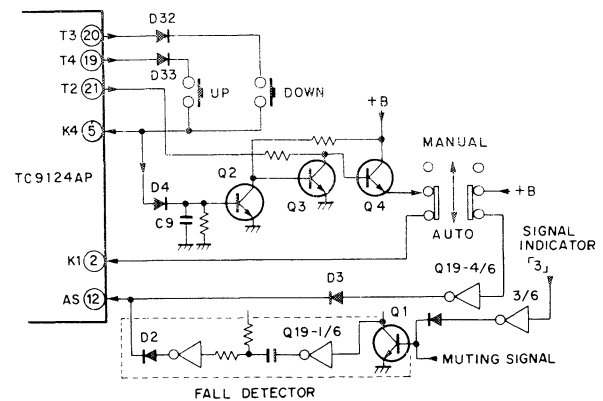 D32
T3 20
T4 19
D33
T2 21
UP
DOWN
+B
K4 5
MANUAL
TC9124AP
D4
Q2
Q3
Q4
+B
C9
AUTO
SIGNAL
INDICATOR
「3」
K1 2
D3
Q19-4/6
3/6
AS 12
Q1
D2
Q19-1/6
MUTING SIGNAL
FALL DETECTOR